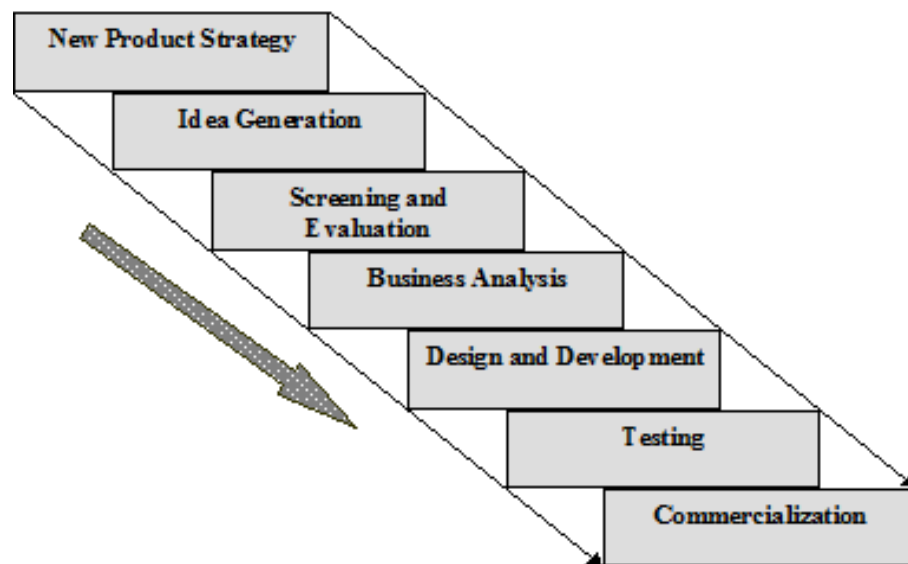 New Product Strategy
Idea Generation
Screening and
Evaluation
Business Analysis
Design and Development
Testing
Commercialization